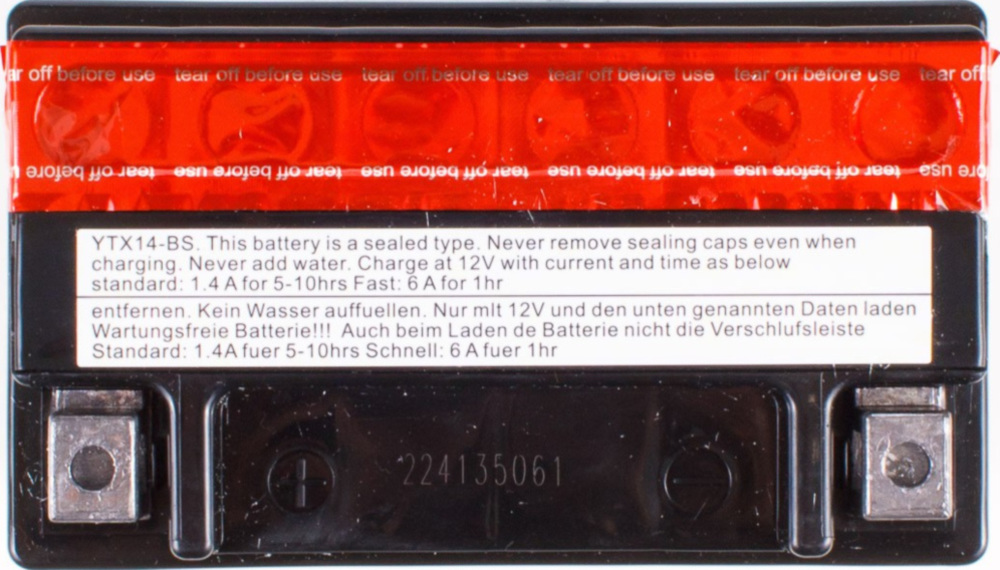 ar off before use tear off before use tear off before use tear off before use tear off before use tear off
ore use tear off before use tear off before use tear off before use tear off before use tear off before u
YTX14-BS. This battery is a sealed type. Never remove sealing caps even when
charging. Never add water. Charge at 12V with current and time as below
standard: 1.4 A for 5-10hrs Fast: 6 A for 1hr
entfernen. Kein Wasser auffuellen. Nur mlt 12V und den unten genannten Daten laden
Wartungsfreie Batterie!!! Auch beim Laden de Batterie nicht die Verschlufsleiste
Standard: 1.4A fuer 5-10hrs Schnell: 6 A fuer 1hr
+ 224135061 −